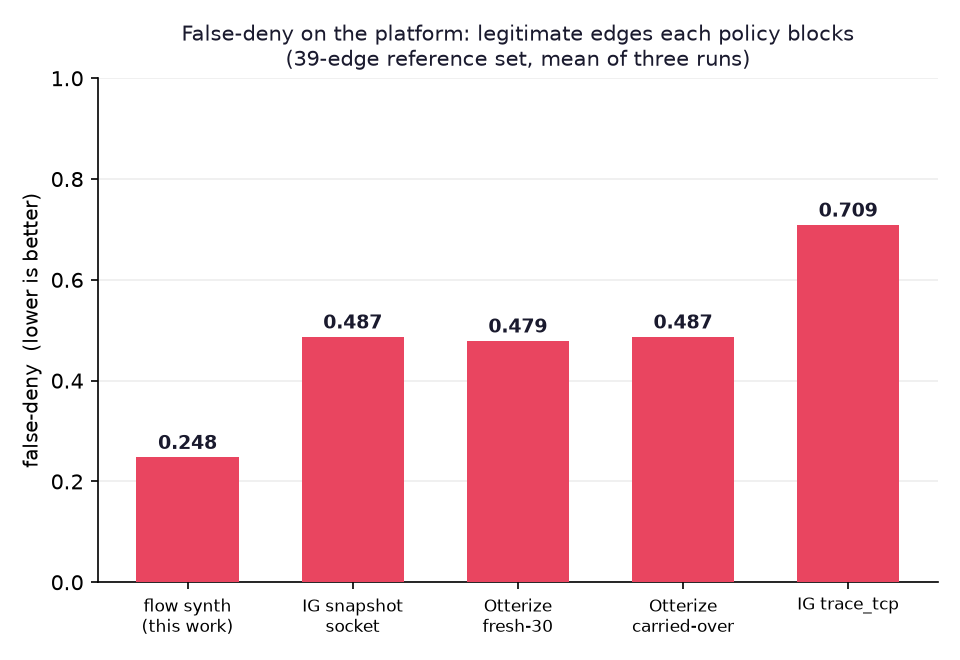 False-deny on the platform: legitimate edges each policy blocks
(39-edge reference set, mean of three runs)
false-deny (lower is better)
1.0
0.8
0.6
0.4
0.2
0.0
0.248
0.487
0.479
0.487
0.709
flow synth
(this work)
IG snapshot
socket
Otterize
fresh-30
Otterize
carried-over
IG trace_tcp